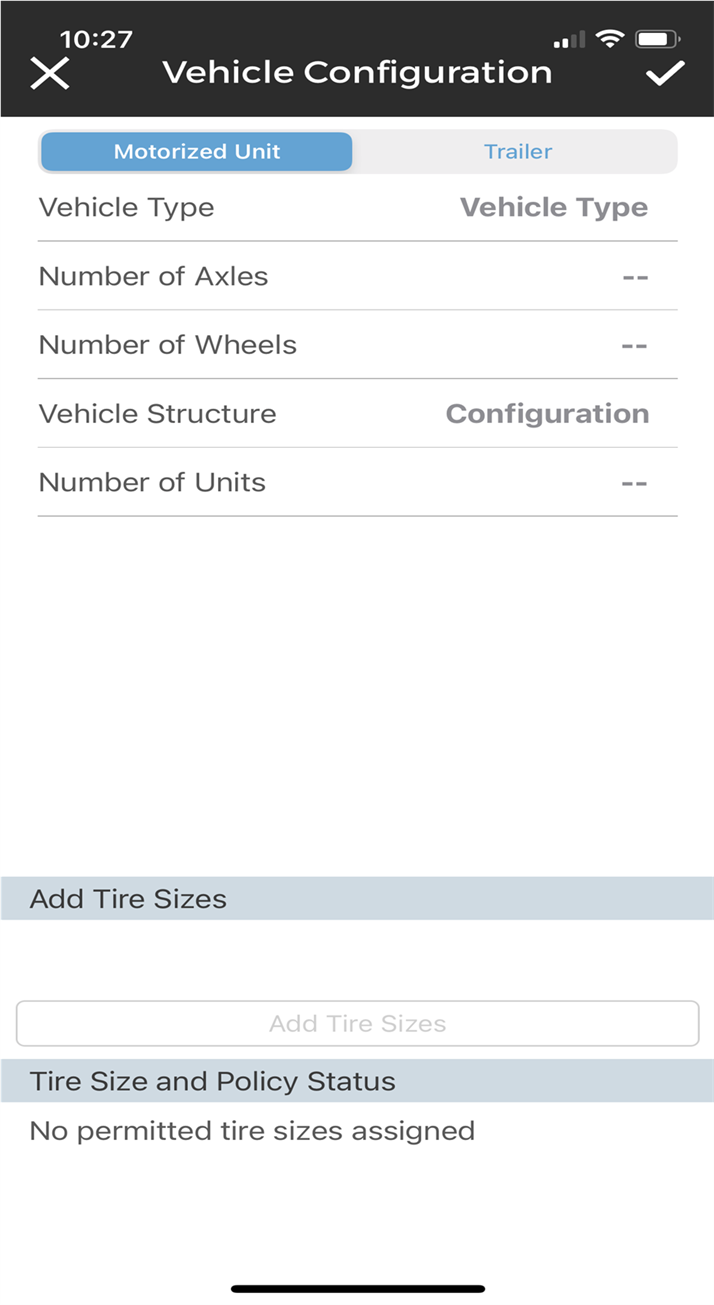 10:27
Vehicle Configuration
Motorized Unit Trailer
Vehicle Type Vehicle Type
Number of Axles --
Number of Wheels --
Vehicle Structure Configuration
Number of Units --
Add Tire Sizes
Add Tire Sizes
Tire Size and Policy Status
No permitted tire sizes assigned